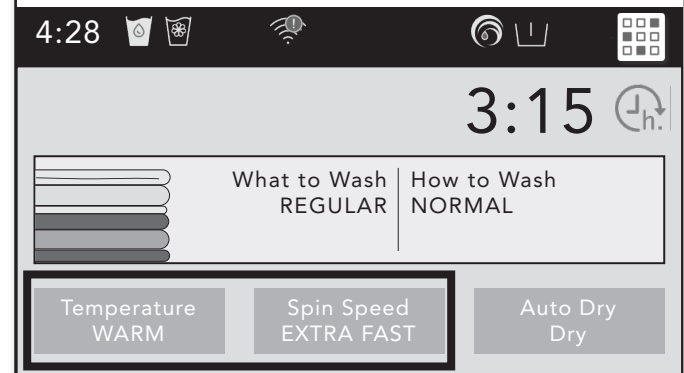 4:28
3:15 h.
What to Wash
REGULAR
How to Wash
NORMAL
Temperature
WARM
Spin Speed
EXTRA FAST
Auto Dry
Dry